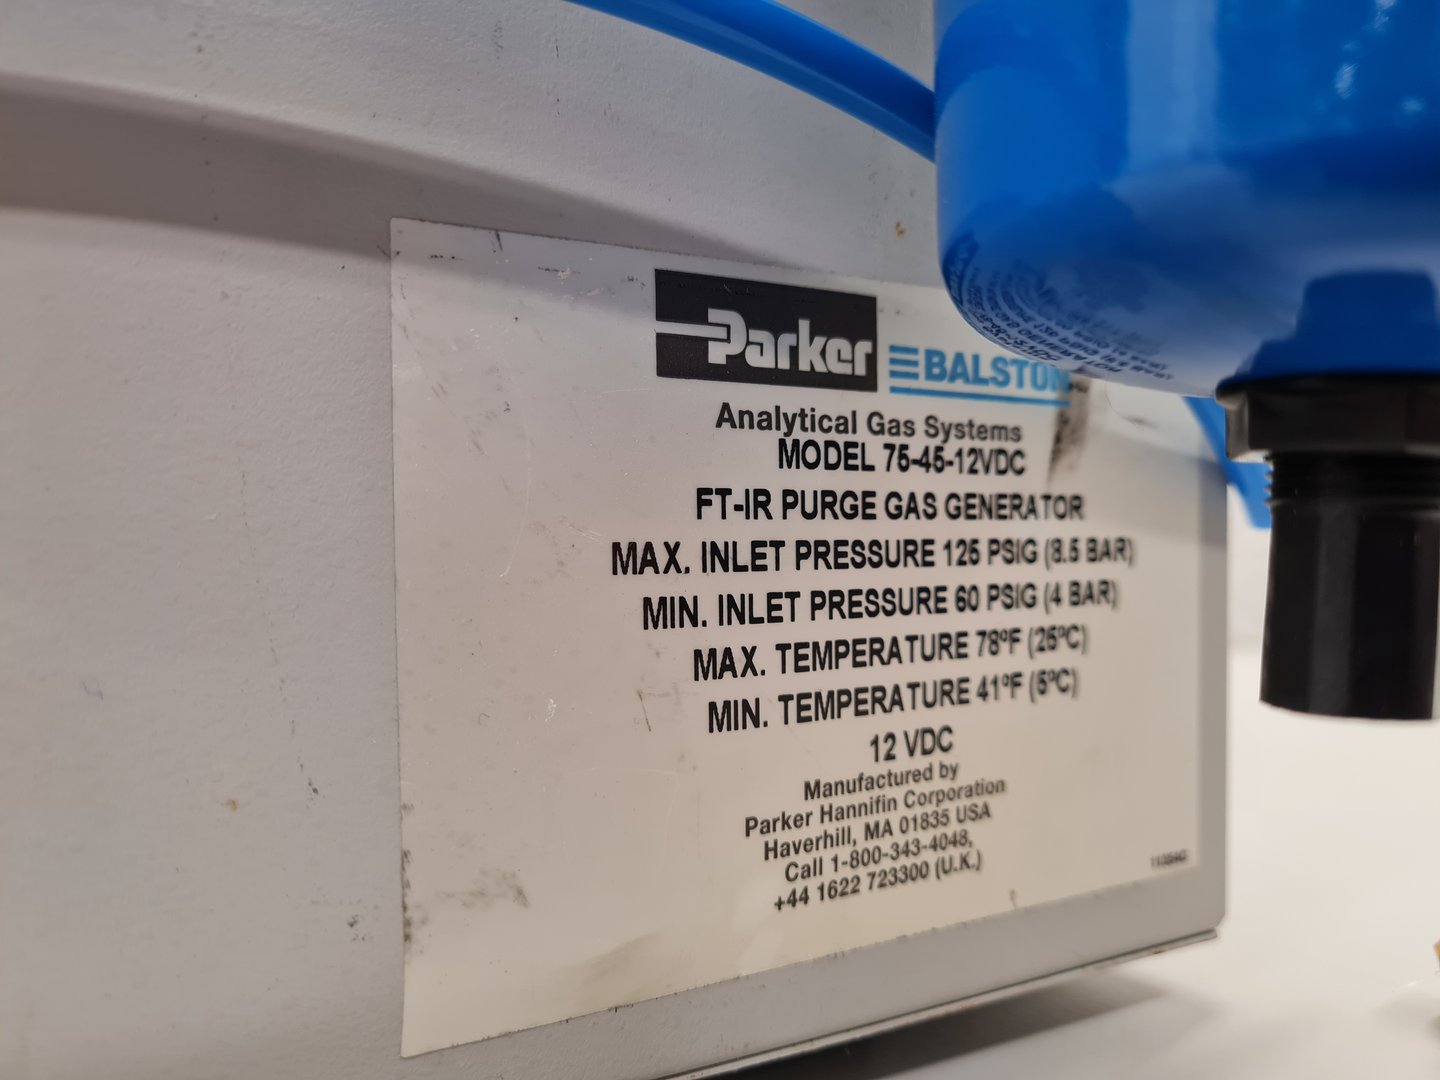 Parker
BALSTON
Analytical Gas Systems
MODEL 75-45-12VDC
FT-IR PURGE GAS GENERATOR
MAX. INLET PRESSURE 125 PSIG (8.5 BAR)
MIN. INLET PRESSURE 60 PSIG (4 BAR)
MAX. TEMPERATURE 78ºF (25ºC)
MIN. TEMPERATURE 41ºF (5ºC)
12 VDC
Manufactured by
Parker Hannifin Corporation
Haverhill, MA 01835 USA
Call 1-800-343-4048,
+44 1622 723300 (U.K.)